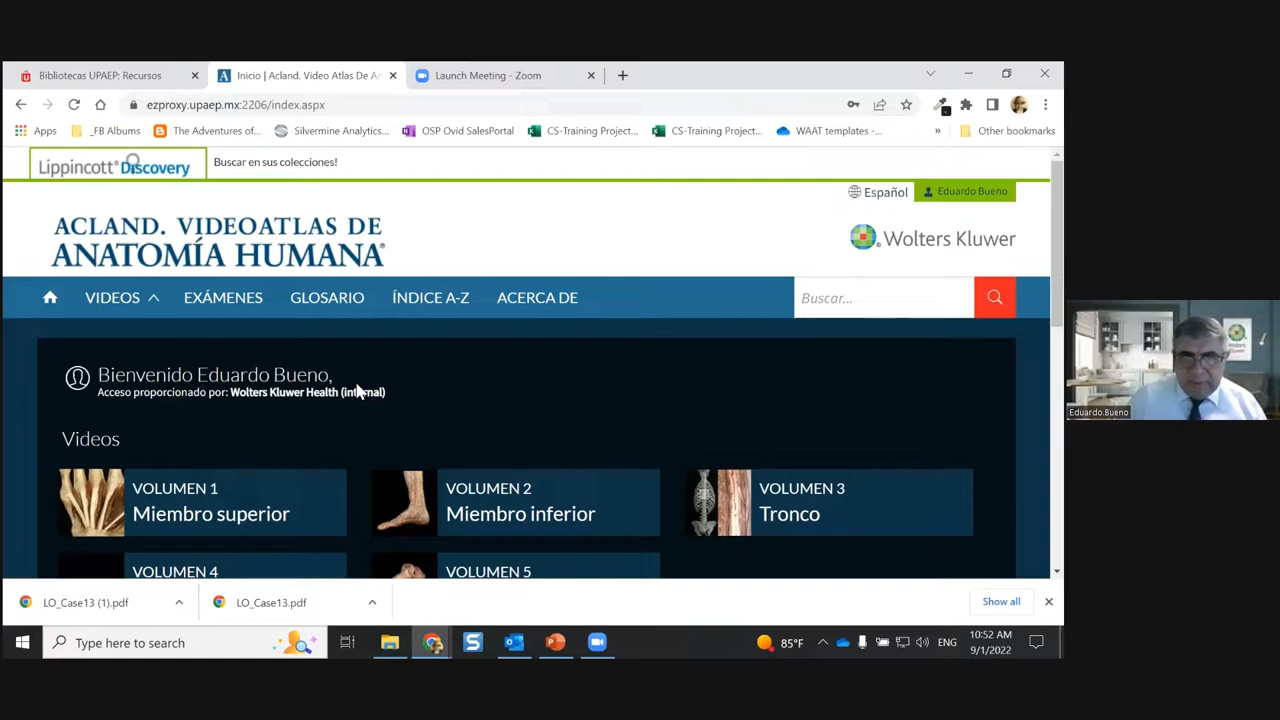 Bibliotecas UPAEP: Recursos
Inicio | Acland. Video Atlas De An
Launch Meeting - Zoom
ezproxy.upaep.mx:2206/index.aspx
Apps
_FB Albums
The Adventures of...
Silvermine Analytics...
OSP Ovid SalesPortal
CS-Training Project...
CS-Training Project...
WAAT templates -...
»
Other bookmarks
Lippincott® Discovery
Buscar en sus colecciones!
Español
Eduardo Bueno
ACLAND. VIDEOATLAS DE
ANATOMÍA HUMANA®
Wolters Kluwer
VIDEOS
EXÁMENES
GLOSARIO
ÍNDICE A-Z
ACERCA DE
Buscar...
Bienvenido Eduardo Bueno,
Acceso proporcionado por: Wolters Kluwer Health (internal)
Videos
VOLUMEN 1
Miembro superior
VOLUMEN 2
Miembro inferior
VOLUMEN 3
Tronco
VOLUMEN 4
VOLUMEN 5
Eduardo.Bueno
Wolters Kluwer
LO_Case13 (1).pdf
LO_Case13.pdf
Show all
Type here to search
85°F
ENG
10:52 AM
9/1/2022